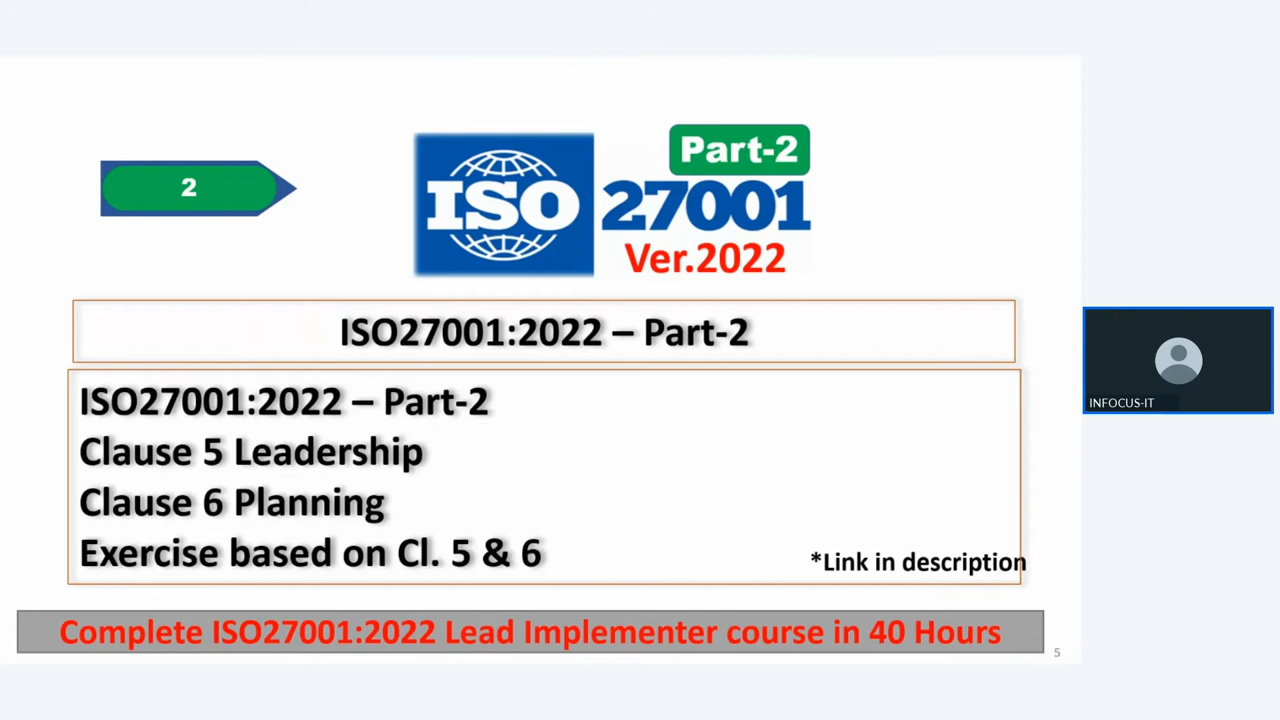 Part-2
2
ISO 27001
Ver.2022
ISO27001:2022 – Part-2
ISO27001:2022 – Part-2
Clause 5 Leadership
Clause 6 Planning
Exercise based on Cl. 5 & 6
*Link in description
INFOCUS-IT
Complete ISO27001:2022 Lead Implementer course in 40 Hours
5